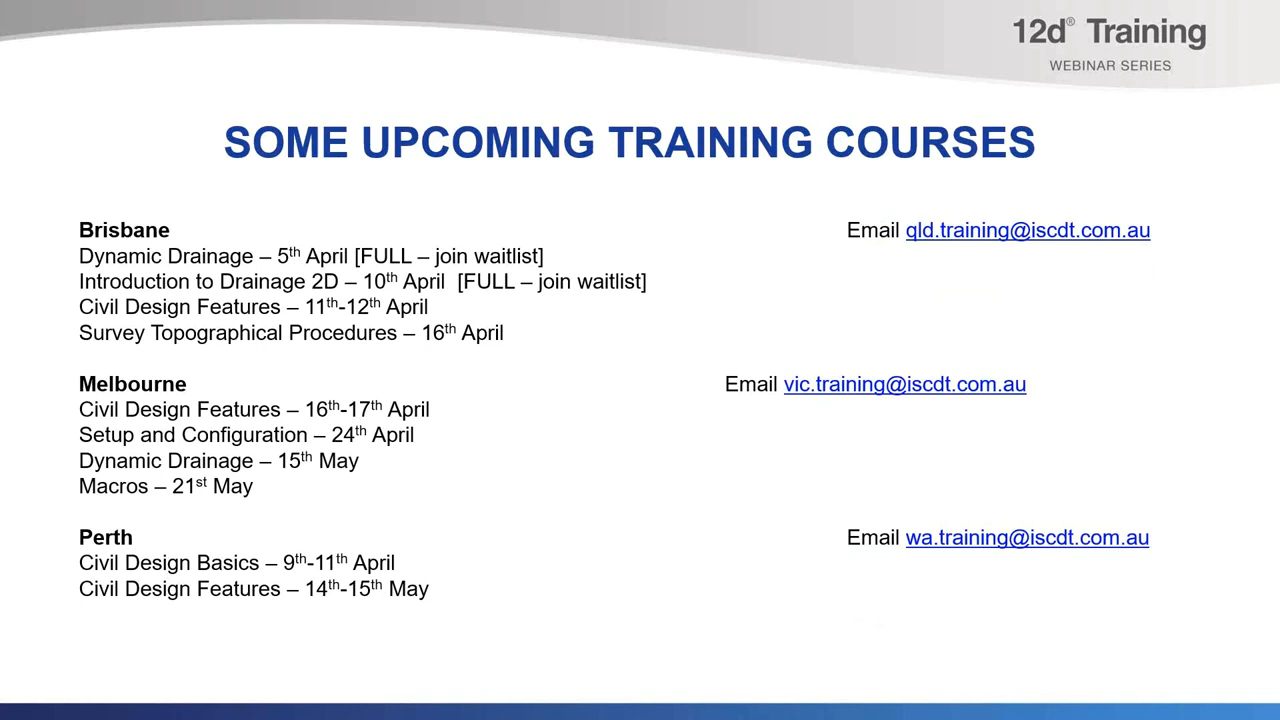 12d® Training
WEBINAR SERIES
SOME UPCOMING TRAINING COURSES
Brisbane Email qld.training@iscdt.com.au
Dynamic Drainage – 5th April [FULL – join waitlist]
Introduction to Drainage 2D – 10th April [FULL – join waitlist]
Civil Design Features – 11th-12th April
Survey Topographical Procedures – 16th April
Melbourne Email vic.training@iscdt.com.au
Civil Design Features – 16th-17th April
Setup and Configuration – 24th April
Dynamic Drainage – 15th May
Macros – 21st May
Perth Email wa.training@iscdt.com.au
Civil Design Basics – 9th-11th April
Civil Design Features – 14th-15th May